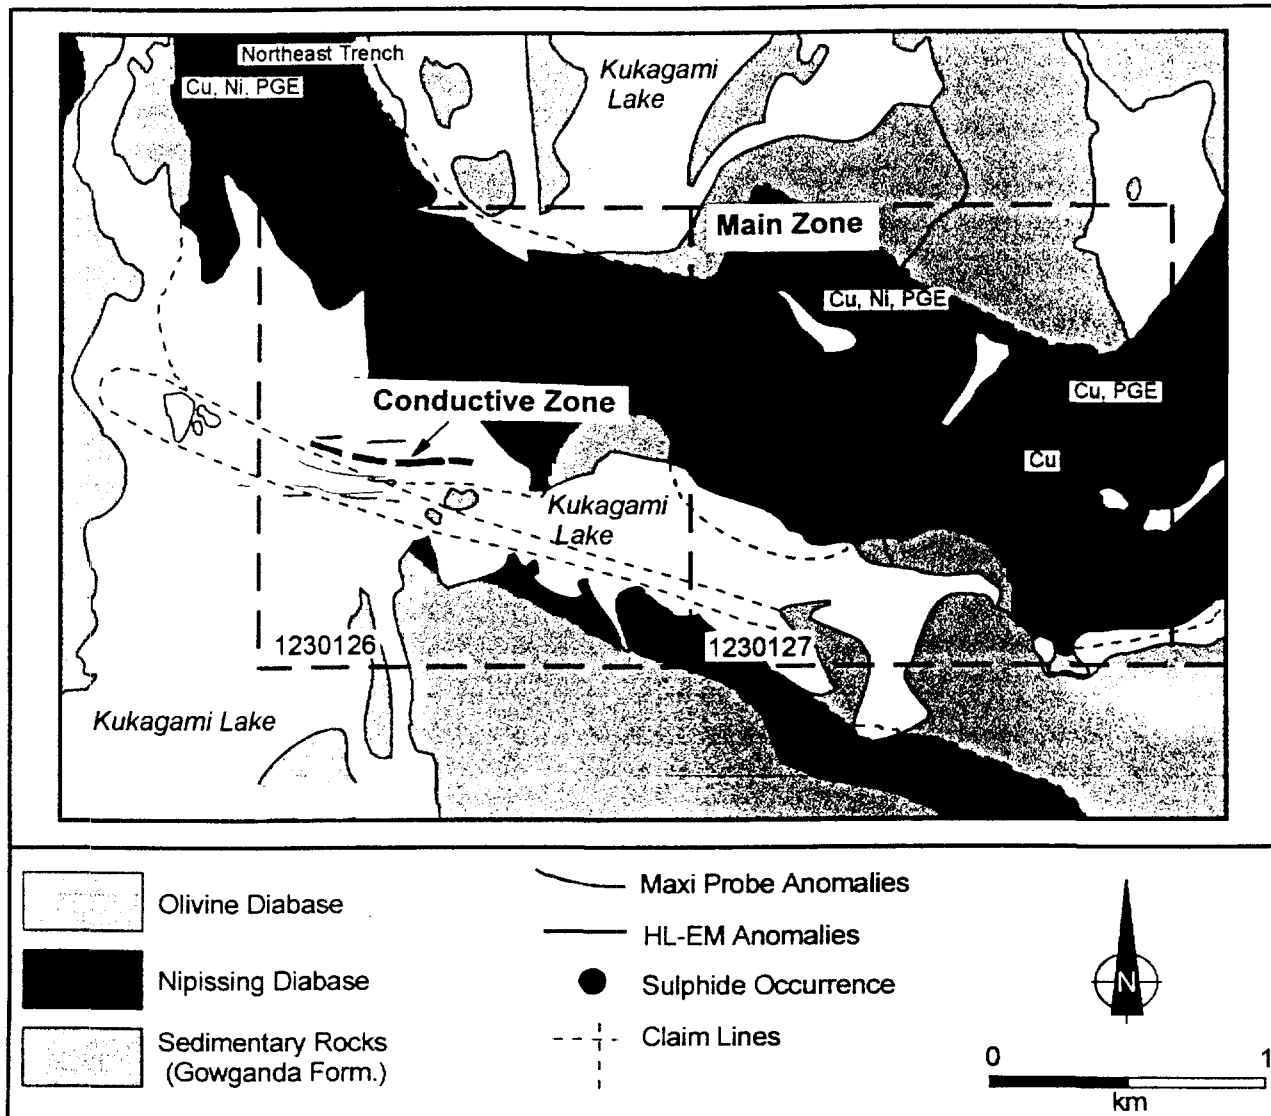 Northeast Trench
Cu, Ni, PGE
Kukagami
Lake
Main Zone
Cu, Ni, PGE
Cu, PGE
Conductive Zone
Cu
Kukagami
Lake
1230126
1230127
Kukagami Lake
Olivine Diabase
Nipissing Diabase
Sedimentary Rocks
(Gowganda Form.)
Maxi Probe Anomalies
HL-EM Anomalies
Sulphide Occurrence
Claim Lines
N
0 1
km